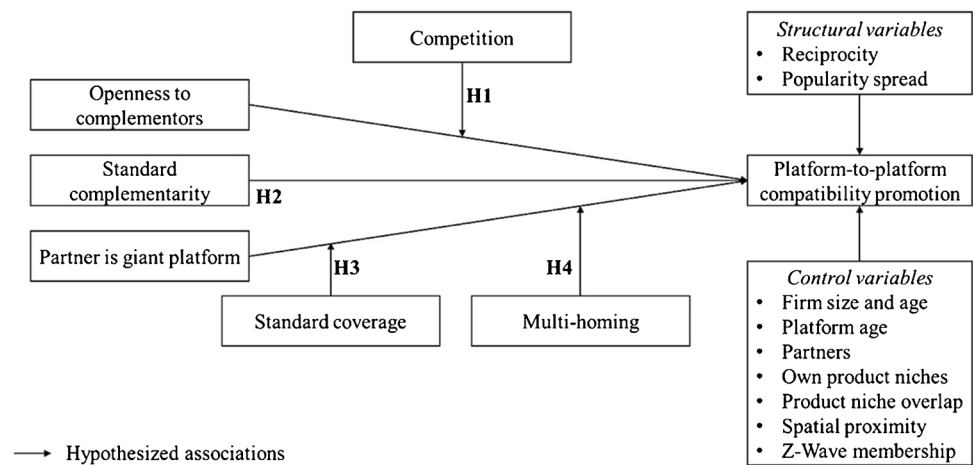 Competition
H1
Openness to
complementors
Standard
complementarity
H2
Partner is giant platform
H3
Standard coverage
H4
Multi-homing
Structural variables
• Reciprocity
• Popularity spread
Platform-to-platform
compatibility promotion
Control variables
• Firm size and age
• Platform age
• Partners
• Own product niches
• Product niche overlap
• Spatial proximity
• Z-Wave membership
Hypothesized associations